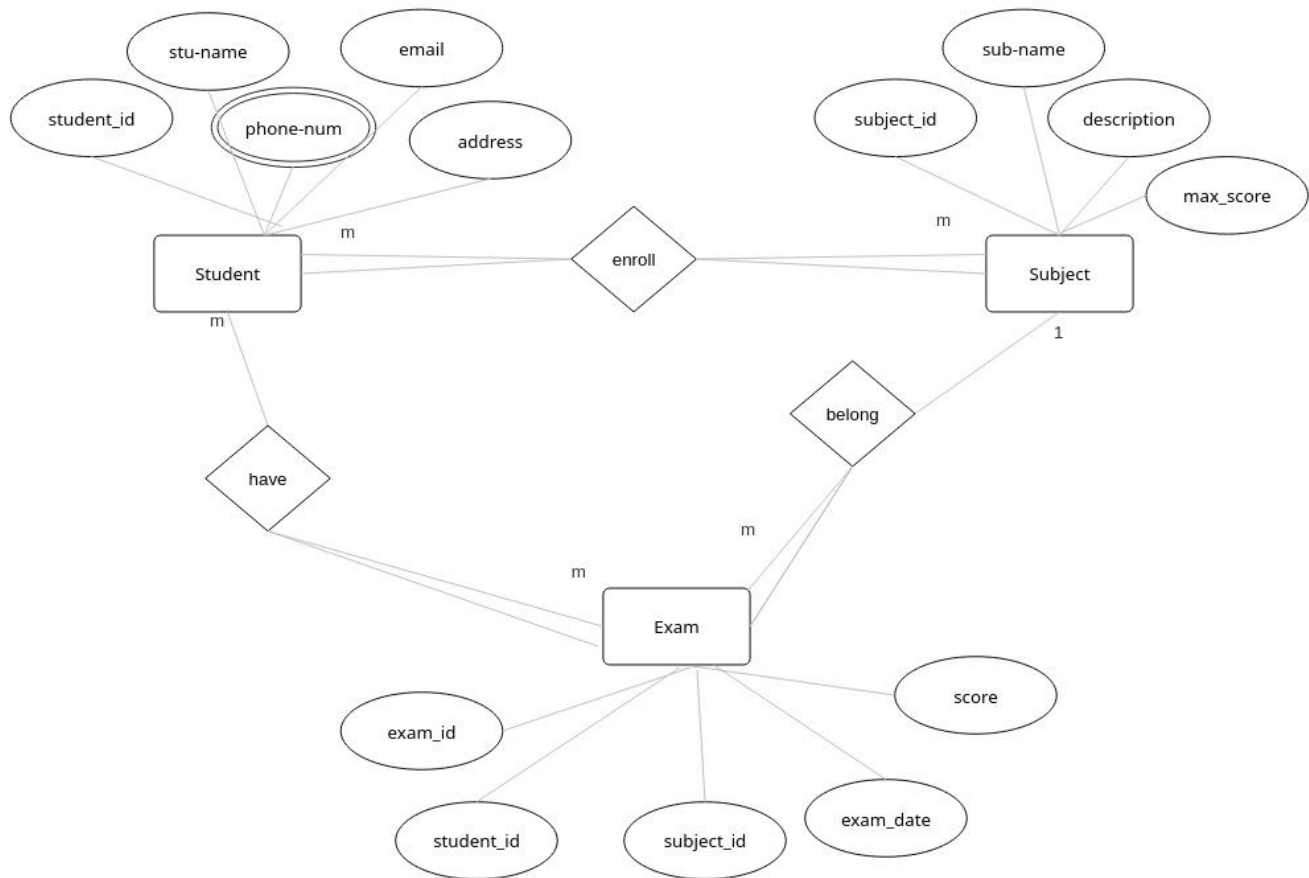 stu-name
email
sub-name
student_id
phone-num
address
subject_id
description
max_score
m
m
Student
enroll
Subject
m
1
belong
have
m
m
Exam
score
exam_id
exam_date
student_id
subject_id